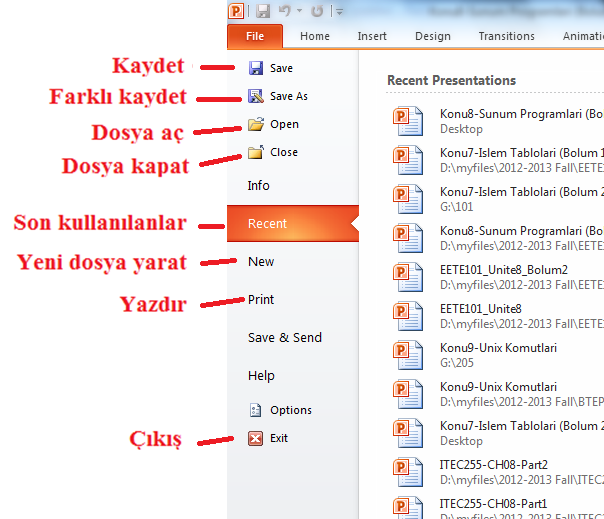 File Home Insert Design Transitions
Kaydet Save
Farklı kaydet Save As
Dosya aç Open
Dosya kapat Close
Info
Son kullanılanlar Recent
Yeni dosya yarat New
Yazdır Print
Save & Send
Help
Options
Çıkış Exit
Recent Presentations
Konu8-Sunum Programlari (Bo
Desktop
Konu7-Islem Tablolari (Bolum 1
D:\myfiles\2012-2013 Fall\EETE
Konu7-Islem Tablolari (Bolum 2
G:\101
Konu8-Sunum Programlari (Bo
D:\myfiles\2012-2013 Fall\EETE
EETE101_Unite8_Bolum2
D:\myfiles\2012-2013 Fall\EETE
EETE101_Unite8
D:\myfiles\2012-2013 Fall\EETE
Konu9-Unix Komutlari
G:\205
Konu9-Unix Komutlari
D:\myfiles\2012-2013 Fall\BTEP
Konu7-Islem Tablolari (Bolum 2
Desktop
ITEC255-CH08-Part2
D:\myfiles\2012-2013 Fall\ITEC2
ITEC255-CH08-Part1
D:\myfiles\2012-2013 Fall\ITEC2